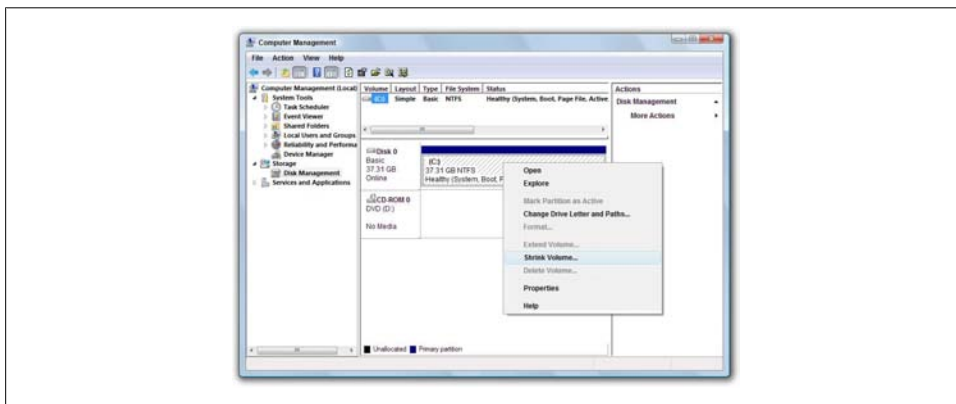 Computer Management
File Action View Help
Computer Management (Local)
System Tools
Task Scheduler
Event Viewer
Shared Folders
Local Users and Groups
Reliability and Performa
Device Manager
Storage
Disk Management
Services and Applications
Volume Layout Type File System Status
(C:) Simple Basic NTFS Healthy (System, Boot, Page File, Active
Actions
Disk Management
More Actions
Disk 0
Basic
37.31 GB
Online
(C:)
37.31 GB NTFS
Healthy (System, Boot, P
CD-ROM 0
DVD (D:)
No Media
Open
Explore
Mark Partition as Active
Change Drive Letter and Paths...
Format...
Extend Volume...
Shrink Volume...
Delete Volume...
Properties
Help
Unallocated Primary partition